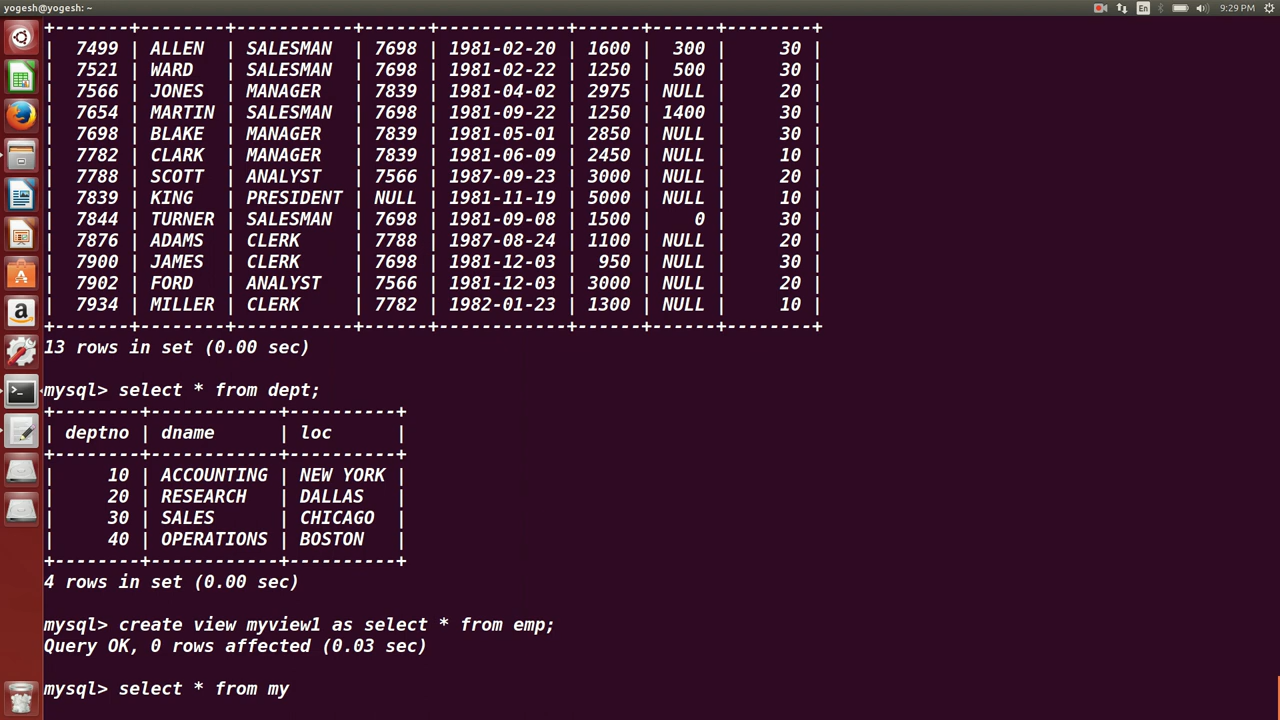 yogesh@yogesh: ~
En
9:29 PM
+--------+--------+-----------+------+------------+------+------+--------+
| 7499 | ALLEN | SALESMAN | 7698 | 1981-02-20 | 1600 | 300 | 30 |
| 7521 | WARD | SALESMAN | 7698 | 1981-02-22 | 1250 | 500 | 30 |
| 7566 | JONES | MANAGER | 7839 | 1981-04-02 | 2975 | NULL | 20 |
| 7654 | MARTIN | SALESMAN | 7698 | 1981-09-22 | 1250 | 1400 | 30 |
| 7698 | BLAKE | MANAGER | 7839 | 1981-05-01 | 2850 | NULL | 30 |
| 7782 | CLARK | MANAGER | 7839 | 1981-06-09 | 2450 | NULL | 10 |
| 7788 | SCOTT | ANALYST | 7566 | 1987-09-23 | 3000 | NULL | 20 |
| 7839 | KING | PRESIDENT | NULL | 1981-11-19 | 5000 | NULL | 10 |
| 7844 | TURNER | SALESMAN | 7698 | 1981-09-08 | 1500 | 0 | 30 |
| 7876 | ADAMS | CLERK | 7788 | 1987-08-24 | 1100 | NULL | 20 |
| 7900 | JAMES | CLERK | 7698 | 1981-12-03 | 950 | NULL | 30 |
| 7902 | FORD | ANALYST | 7566 | 1981-12-03 | 3000 | NULL | 20 |
| 7934 | MILLER | CLERK | 7782 | 1982-01-23 | 1300 | NULL | 10 |
+--------+--------+-----------+------+------------+------+------+--------+
13 rows in set (0.00 sec)
mysql> select * from dept;
+--------+------------+----------+
| deptno | dname | loc |
+--------+------------+----------+
| 10 | ACCOUNTING | NEW YORK |
| 20 | RESEARCH | DALLAS |
| 30 | SALES | CHICAGO |
| 40 | OPERATIONS | BOSTON |
+--------+------------+----------+
4 rows in set (0.00 sec)
mysql> create view myview1 as select * from emp;
Query OK, 0 rows affected (0.03 sec)
mysql> select * from my